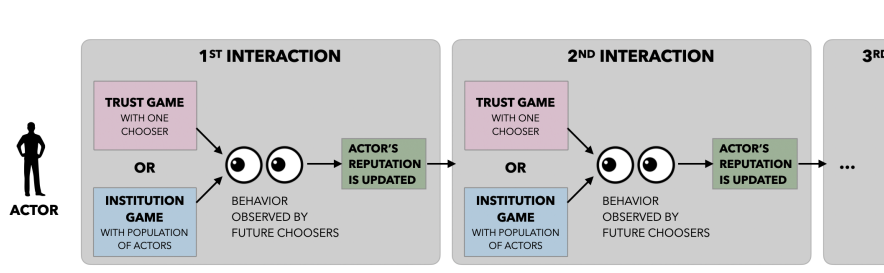 1ST INTERACTION
TRUST GAME
WITH ONE
CHOOSER
OR
INSTITUTION
GAME
WITH POPULATION
OF ACTORS
BEHAVIOR
OBSERVED BY
FUTURE CHOOSERS
ACTOR'S
REPUTATION
IS UPDATED
2ND INTERACTION
TRUST GAME
WITH ONE
CHOOSER
OR
INSTITUTION
GAME
WITH POPULATION
OF ACTORS
BEHAVIOR
OBSERVED BY
FUTURE CHOOSERS
ACTOR'S
REPUTATION
IS UPDATED
3RD
...
ACTOR